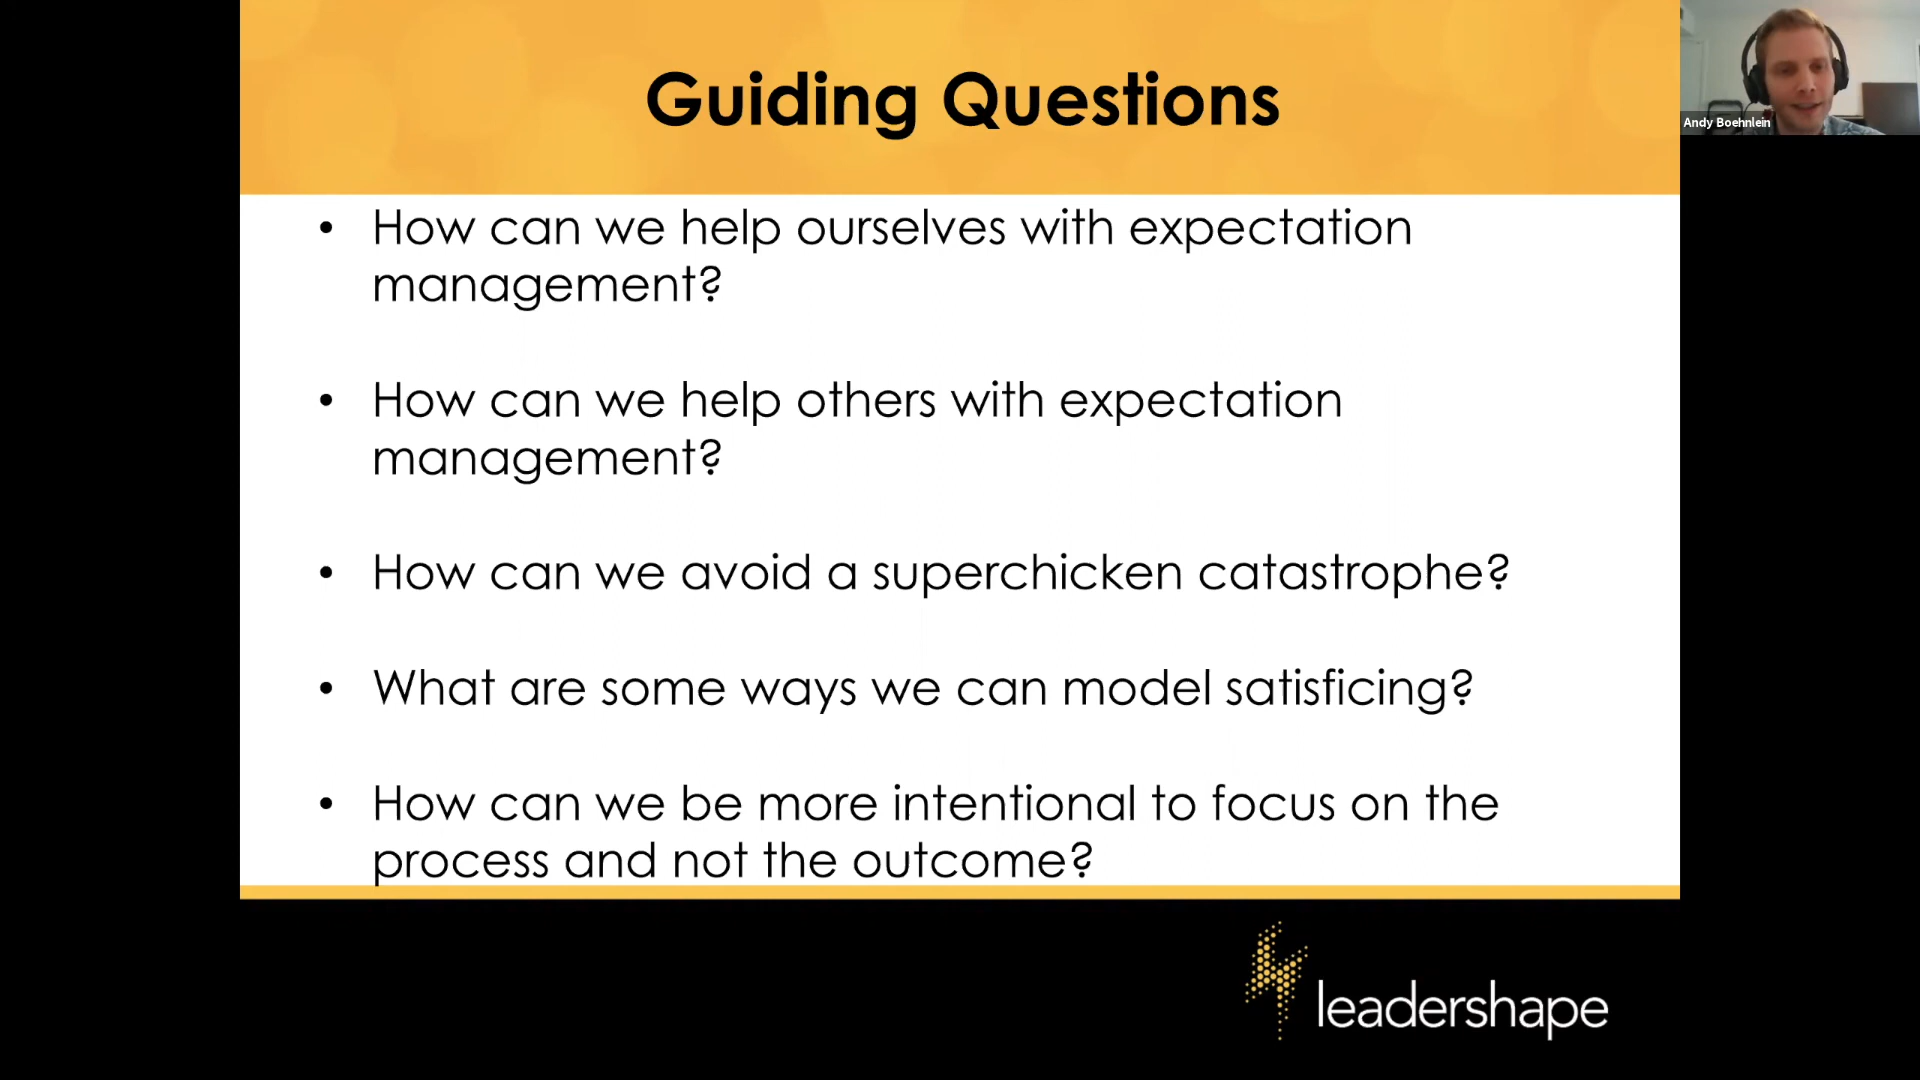 Guiding Questions
Andy Boehnlein
• How can we help ourselves with expectation
management?
• How can we help others with expectation
management?
• How can we avoid a superchicken catastrophe?
• What are some ways we can model satisficing?
• How can we be more intentional to focus on the
process and not the outcome?
leadershape